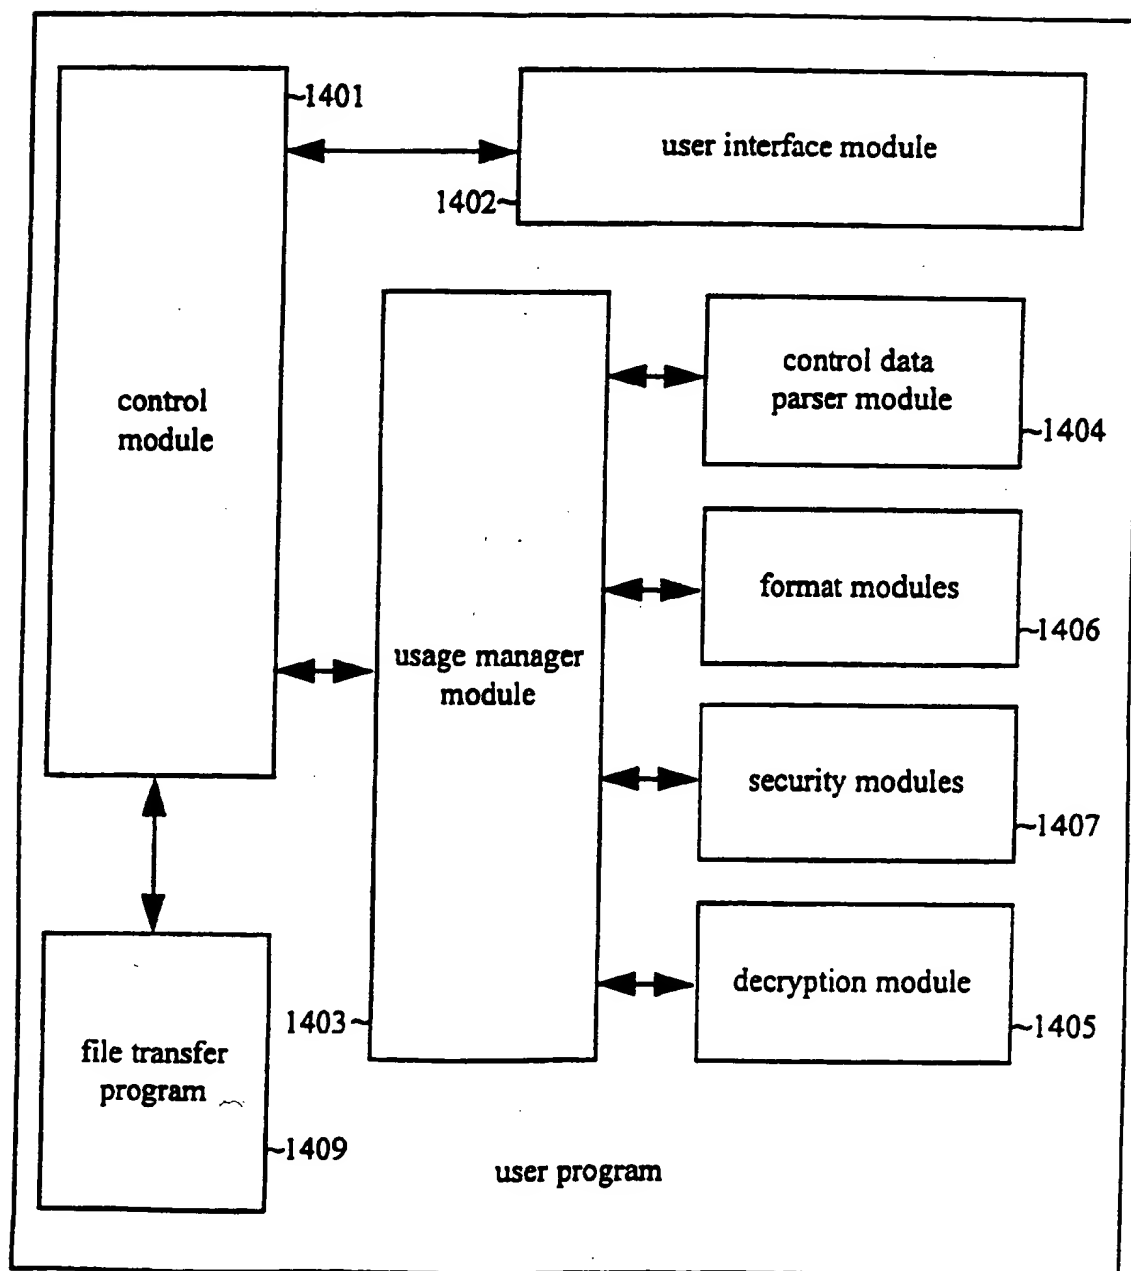 1401
user interface module
1402
control data
parser module
1404
control
module
format modules
1406
usage manager
module
security modules
1407
decryption module
1405
1403
file transfer
program
1409
user program